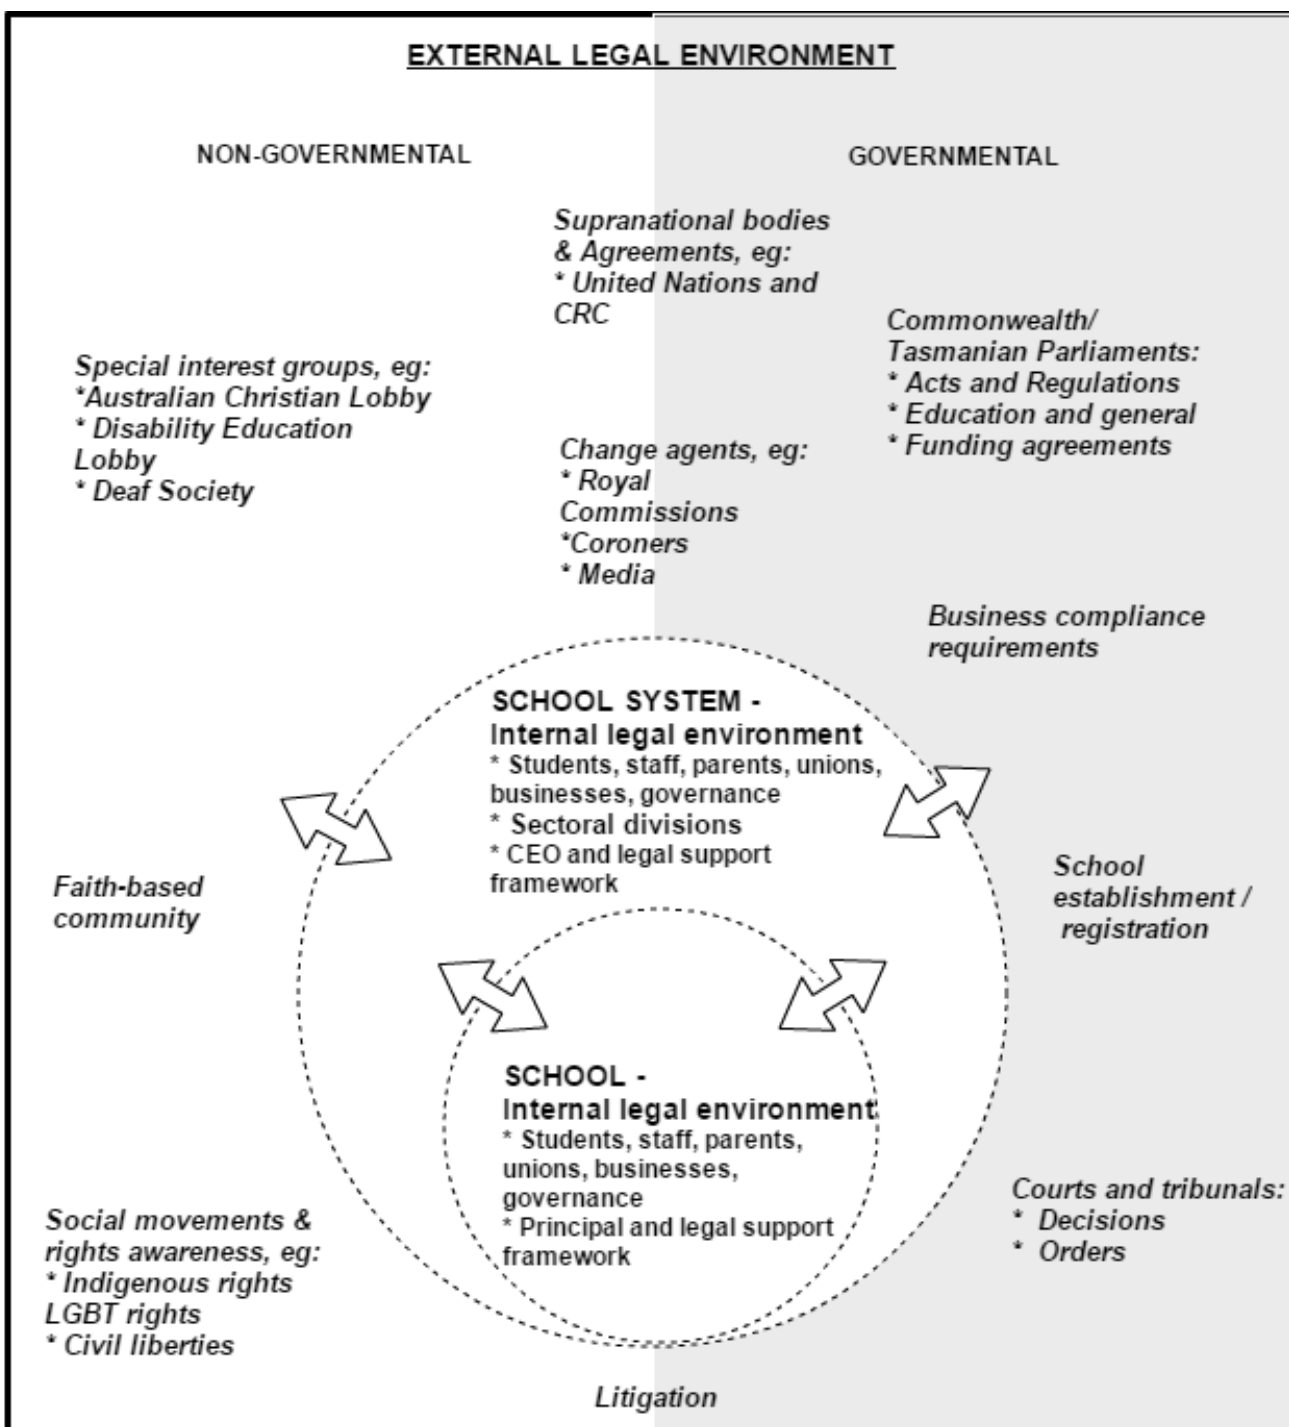 EXTERNAL LEGAL ENVIRONMENT
NON-GOVERNMENTAL
GOVERNMENTAL
Supranational bodies
& Agreements, eg:
* United Nations and
CRC
Commonwealth/
Tasmanian Parliaments:
* Acts and Regulations
* Education and general
* Funding agreements
Special interest groups, eg:
*Australian Christian Lobby
* Disability Education
Lobby
* Deaf Society
Change agents, eg:
* Royal
Commissions
*Coroners
* Media
Business compliance
requirements
SCHOOL SYSTEM -
Internal legal environment
* Students, staff, parents, unions,
businesses, governance
* Sectoral divisions
* CEO and legal support
framework
Faith-based
community
School
establishment /
registration
SCHOOL -
Internal legal environment
* Students, staff, parents,
unions, businesses,
governance
* Principal and legal support
framework
Social movements &
rights awareness, eg:
* Indigenous rights
LGBT rights
* Civil liberties
Courts and tribunals:
* Decisions
* Orders
Litigation